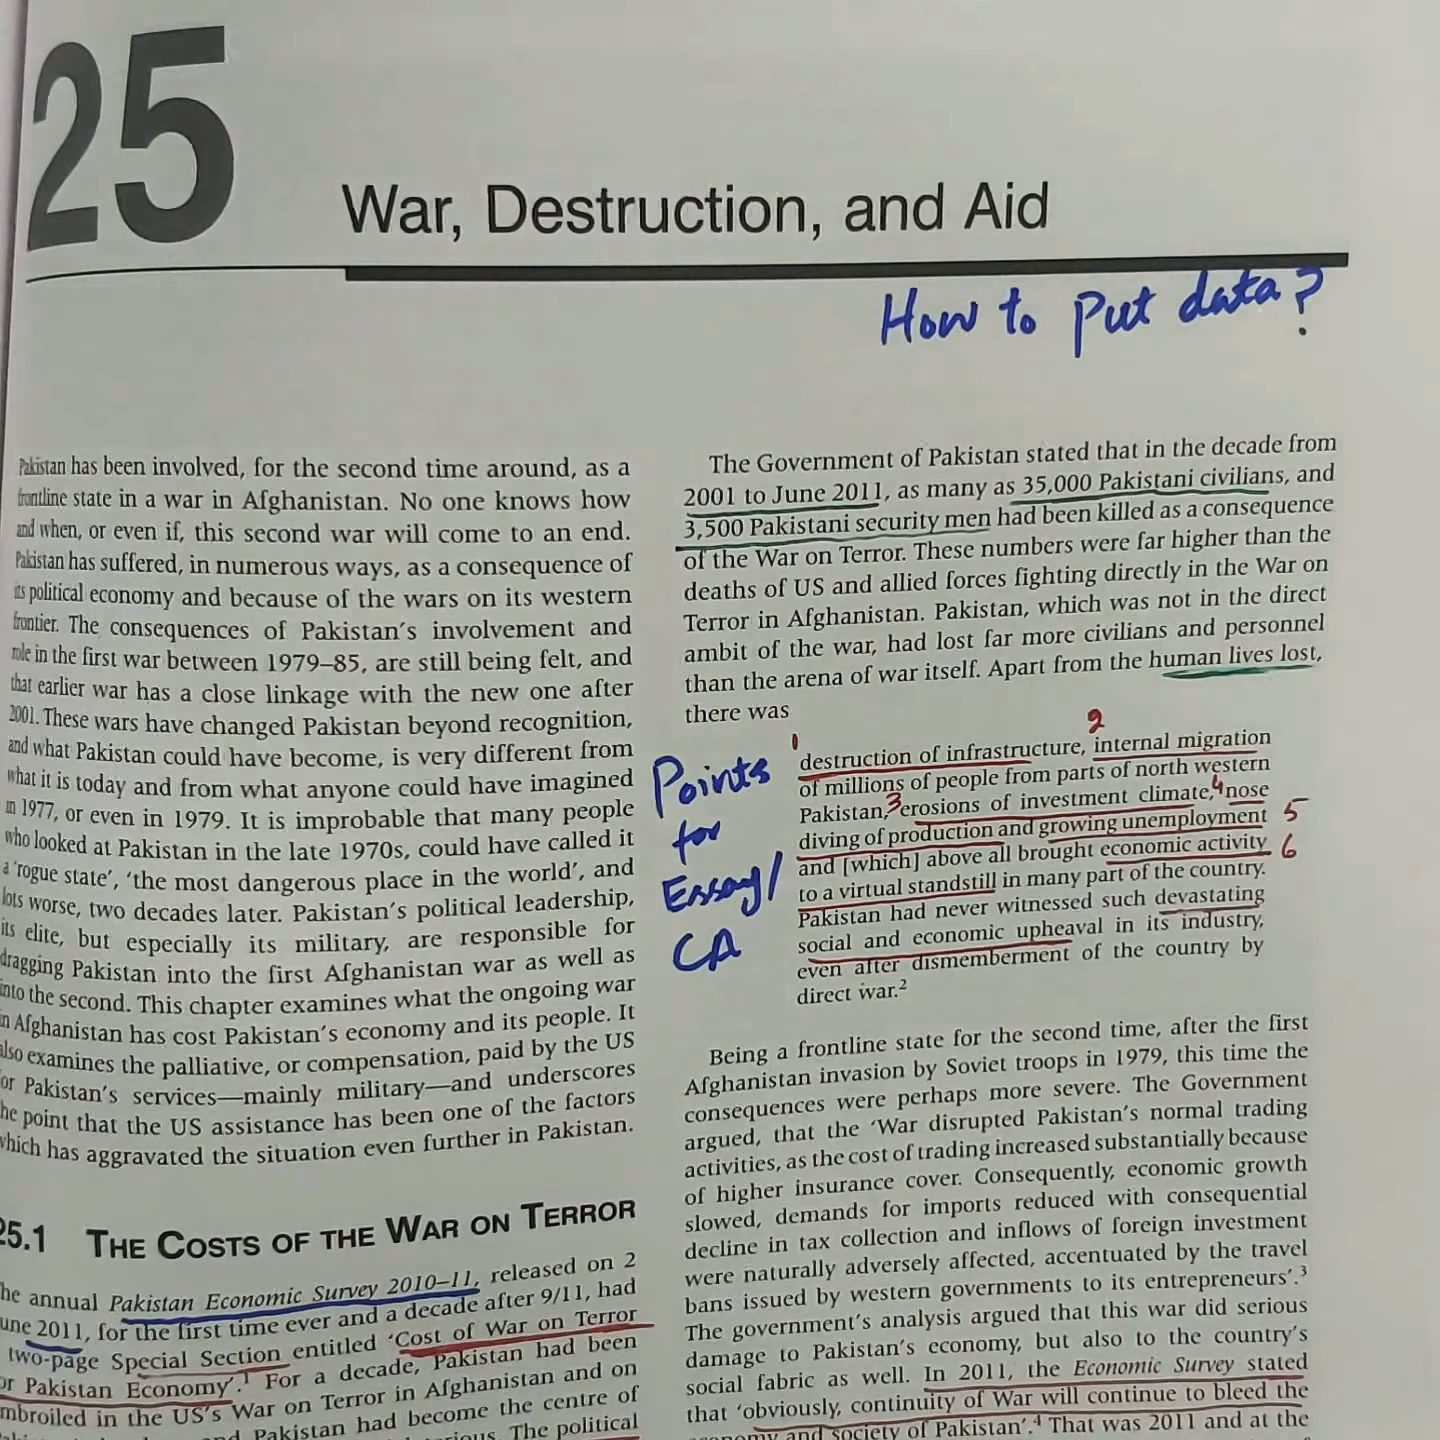 25
War, Destruction, and Aid
How to put data?
Pakistan has been involved, for the second time around, as a
frontline state in a war in Afghanistan. No one knows how
and when, or even if, this second war will come to an end.
Pakistan has suffered, in numerous ways, as a consequence of
its political economy and because of the wars on its western
frontier. The consequences of Pakistan's involvement and
role in the first war between 1979–85, are still being felt, and
that earlier war has a close linkage with the new one after
2001. These wars have changed Pakistan beyond recognition,
and what Pakistan could have become, is very different from
what it is today and from what anyone could have imagined
in 1977, or even in 1979. It is improbable that many people
who looked at Pakistan in the late 1970s, could have called it
a 'rogue state', 'the most dangerous place in the world', and
lots worse, two decades later. Pakistan's political leadership,
its elite, but especially its military, are responsible for
dragging Pakistan into the first Afghanistan war as well as
into the second. This chapter examines what the ongoing war
in Afghanistan has cost Pakistan's economy and its people. It
also examines the palliative, or compensation, paid by the US
for Pakistan's services—mainly military—and underscores
he point that the US assistance has been one of the factors
which has aggravated the situation even further in Pakistan.
25.1 THE COSTS OF THE WAR ON TERROR
he annual Pakistan Economic Survey 2010–11, released on 2
une 2011, for the first time ever and a decade after 9/11, had
two-page Special Section entitled 'Cost of War on Terror
or Pakistan Economy'.1 For a decade, Pakistan had been
mbroiled in the US's War on Terror in Afghanistan and on
Pakistan had become the centre of
The political
The Government of Pakistan stated that in the decade from
2001 to June 2011, as many as 35,000 Pakistani civilians, and
3,500 Pakistani security men had been killed as a consequence
of the War on Terror. These numbers were far higher than the
deaths of US and allied forces fighting directly in the War on
Terror in Afghanistan. Pakistan, which was not in the direct
ambit of the war, had lost far more civilians and personnel
than the arena of war itself. Apart from the human lives lost,
there was
Points
for
Essay/
CA
1 2
destruction of infrastructure, internal migration
of millions of people from parts of north western
Pakistan, 3 erosions of investment climate, 4 nose
diving of production and growing unemployment 5
and [which] above all brought economic activity 6
to a virtual standstill in many part of the country.
Pakistan had never witnessed such devastating
social and economic upheaval in its industry,
even after dismemberment of the country by
direct war.2
Being a frontline state for the second time, after the first
Afghanistan invasion by Soviet troops in 1979, this time the
consequences were perhaps more severe. The Government
argued, that the 'War disrupted Pakistan's normal trading
activities, as the cost of trading increased substantially because
of higher insurance cover. Consequently, economic growth
slowed, demands for imports reduced with consequential
decline in tax collection and inflows of foreign investment
were naturally adversely affected, accentuated by the travel
bans issued by western governments to its entrepreneurs'.3
The government's analysis argued that this war did serious
damage to Pakistan's economy, but also to the country's
social fabric as well. In 2011, the Economic Survey stated
that 'obviously, continuity of War will continue to bleed the
economy and society of Pakistan'.4 That was 2011 and at the